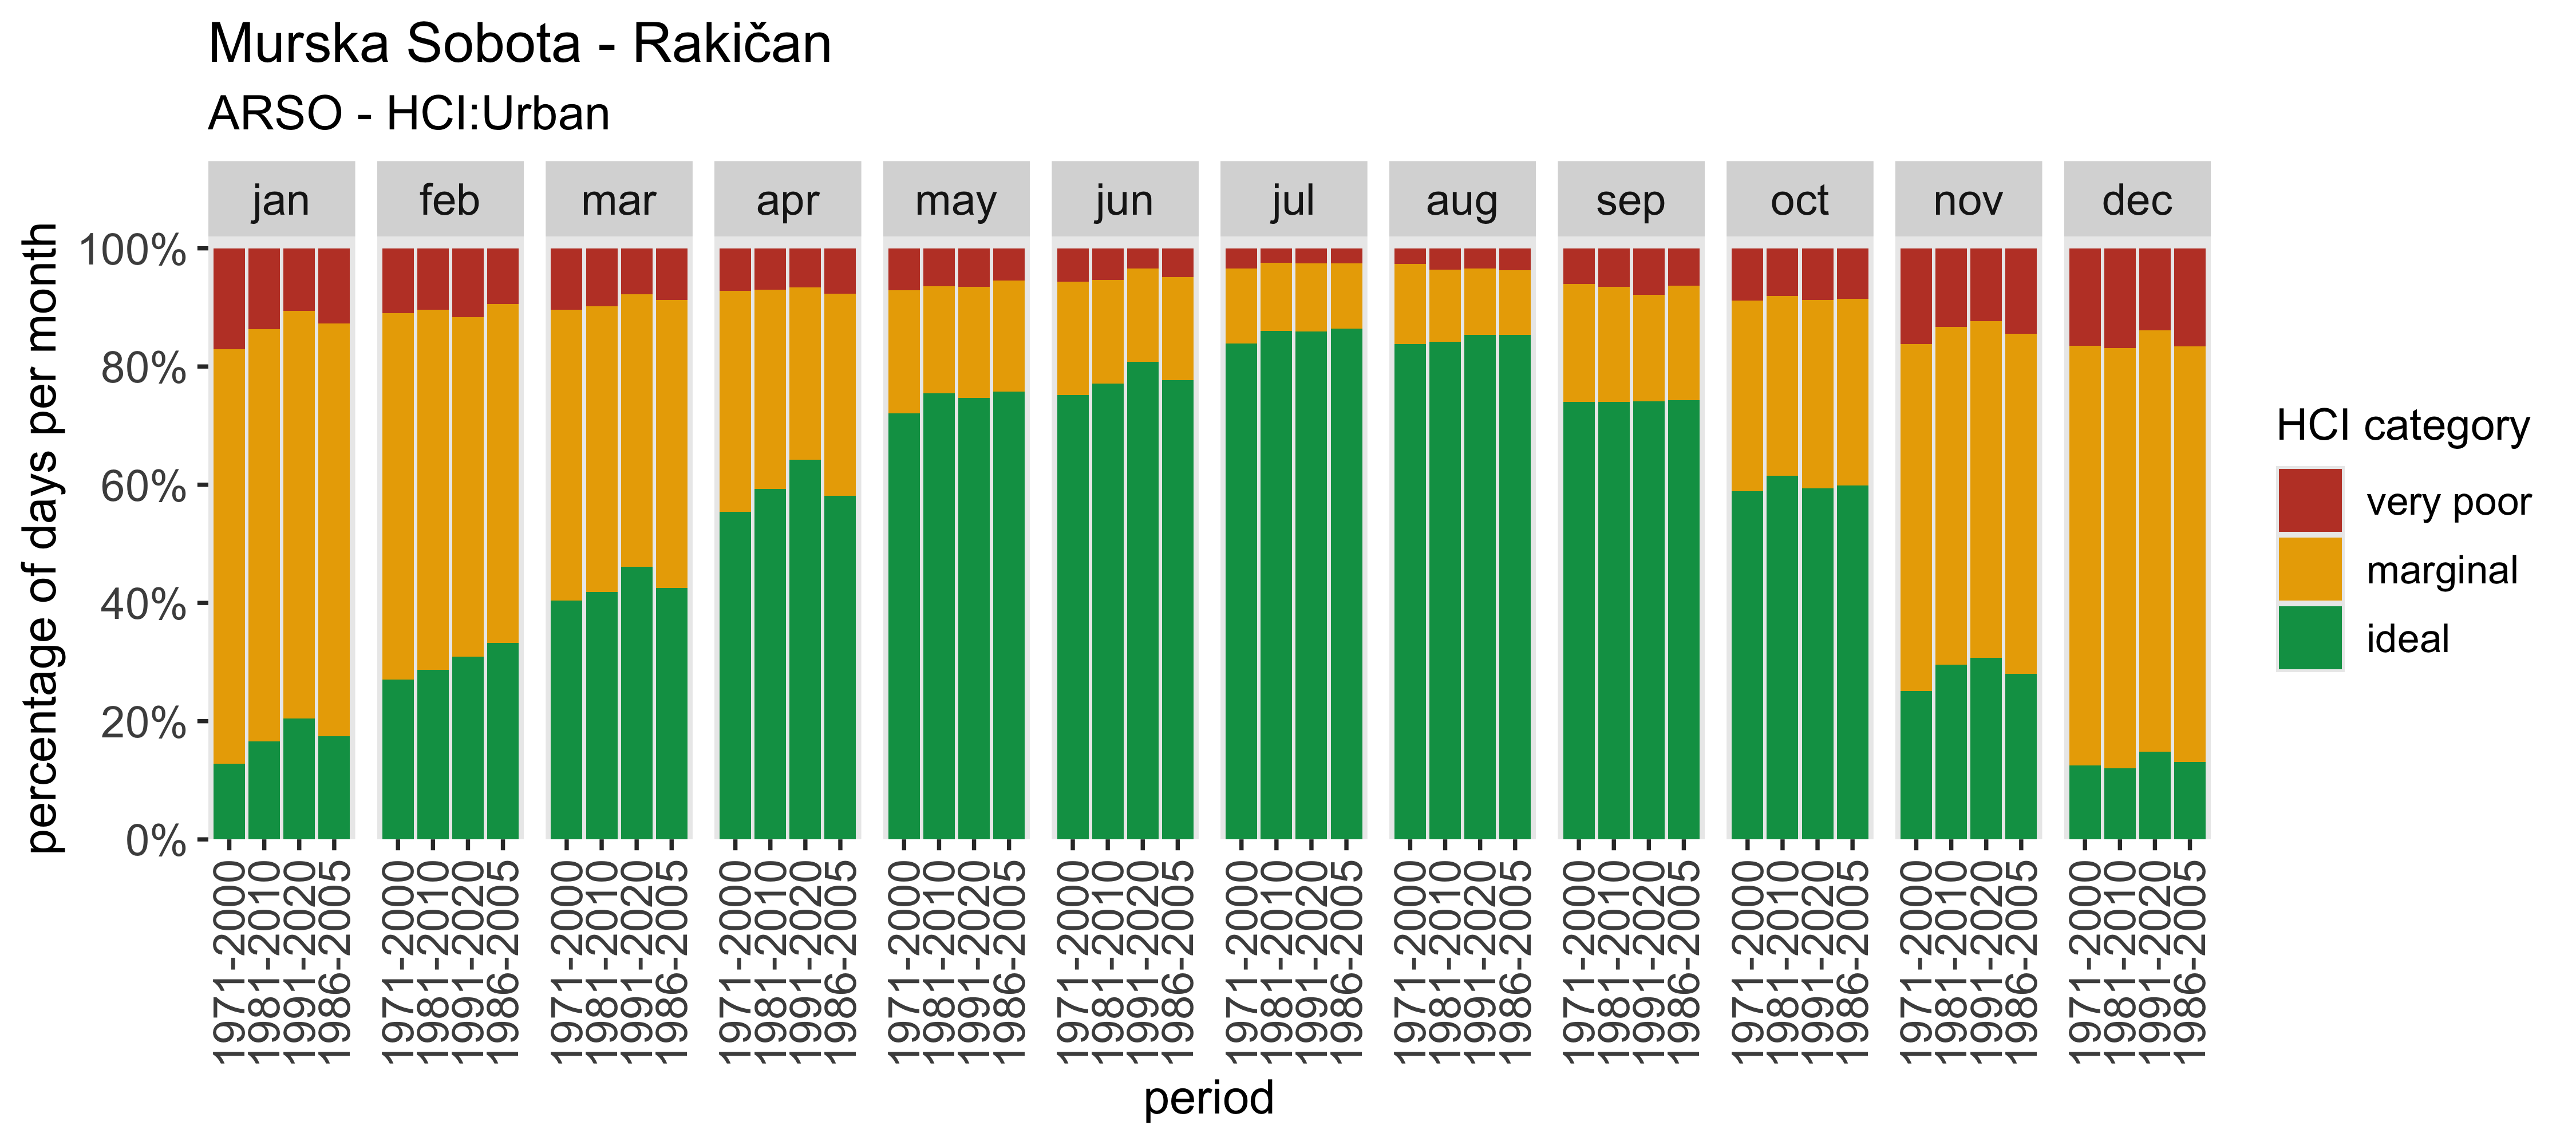 Murska Sobota - Rakičan
ARSO - HCI:Urban
jan feb mar apr may jun jul aug sep oct nov dec
percentage of days per month
100%
80%
60%
40%
20%
0%
1971-2000 1981-2010 1991-2020 1986-2005 1971-2000 1981-2010 1991-2020 1986-2005 1971-2000 1981-2010 1991-2020 1986-2005 1971-2000 1981-2010 1991-2020 1986-2005 1971-2000 1981-2010 1991-2020 1986-2005 1971-2000 1981-2010 1991-2020 1986-2005 1971-2000 1981-2010 1991-2020 1986-2005 1971-2000 1981-2010 1991-2020 1986-2005 1971-2000 1981-2010 1991-2020 1986-2005 1971-2000 1981-2010 1991-2020 1986-2005 1971-2000 1981-2010 1991-2020 1986-2005 1971-2000 1981-2010 1991-2020 1986-2005
period
HCI category
very poor
marginal
ideal